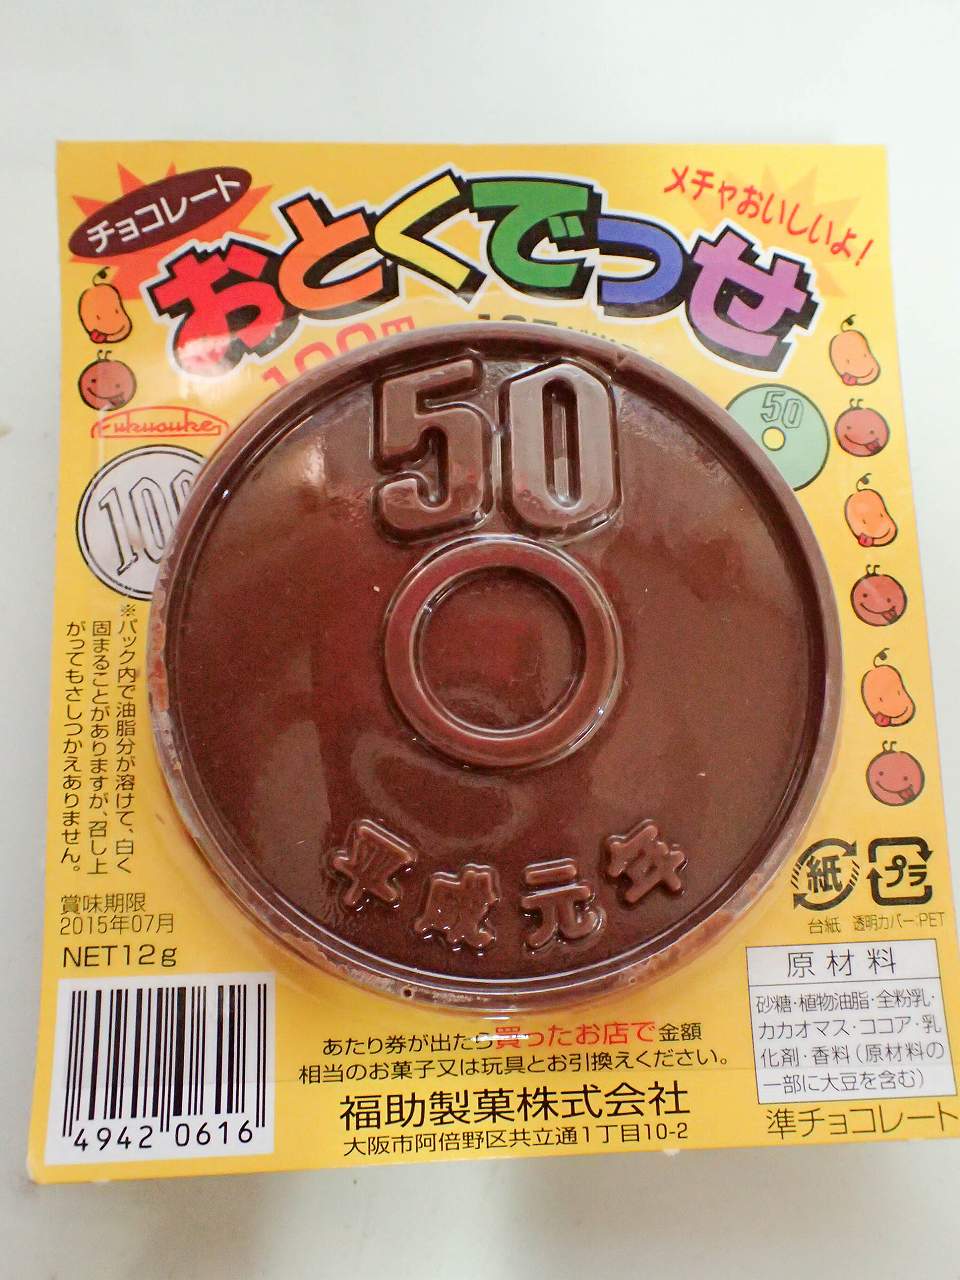 チョコレート
メチャおいしいよ!
おとくでっせ
100円
50
Fukusuke
100
50
平成元年
※パック内で油脂分が溶けて、白く
固まることがありますが、召し上
がってもさしつかえありません。
賞味期限
2015年07月
NET12g
4942 0616
紙
プラ
台紙 透明カバー・PET
原材料
砂糖・植物油脂・全粉乳・
カカオマス・ココア・乳
化剤・香料(原材料の
一部に大豆を含む)
準チョコレート
あたり券が出たら買ったお店で金額
相当のお菓子又は玩具とお引換えください。
福助製菓株式会社
大阪市阿倍野区共立通1丁目10-2